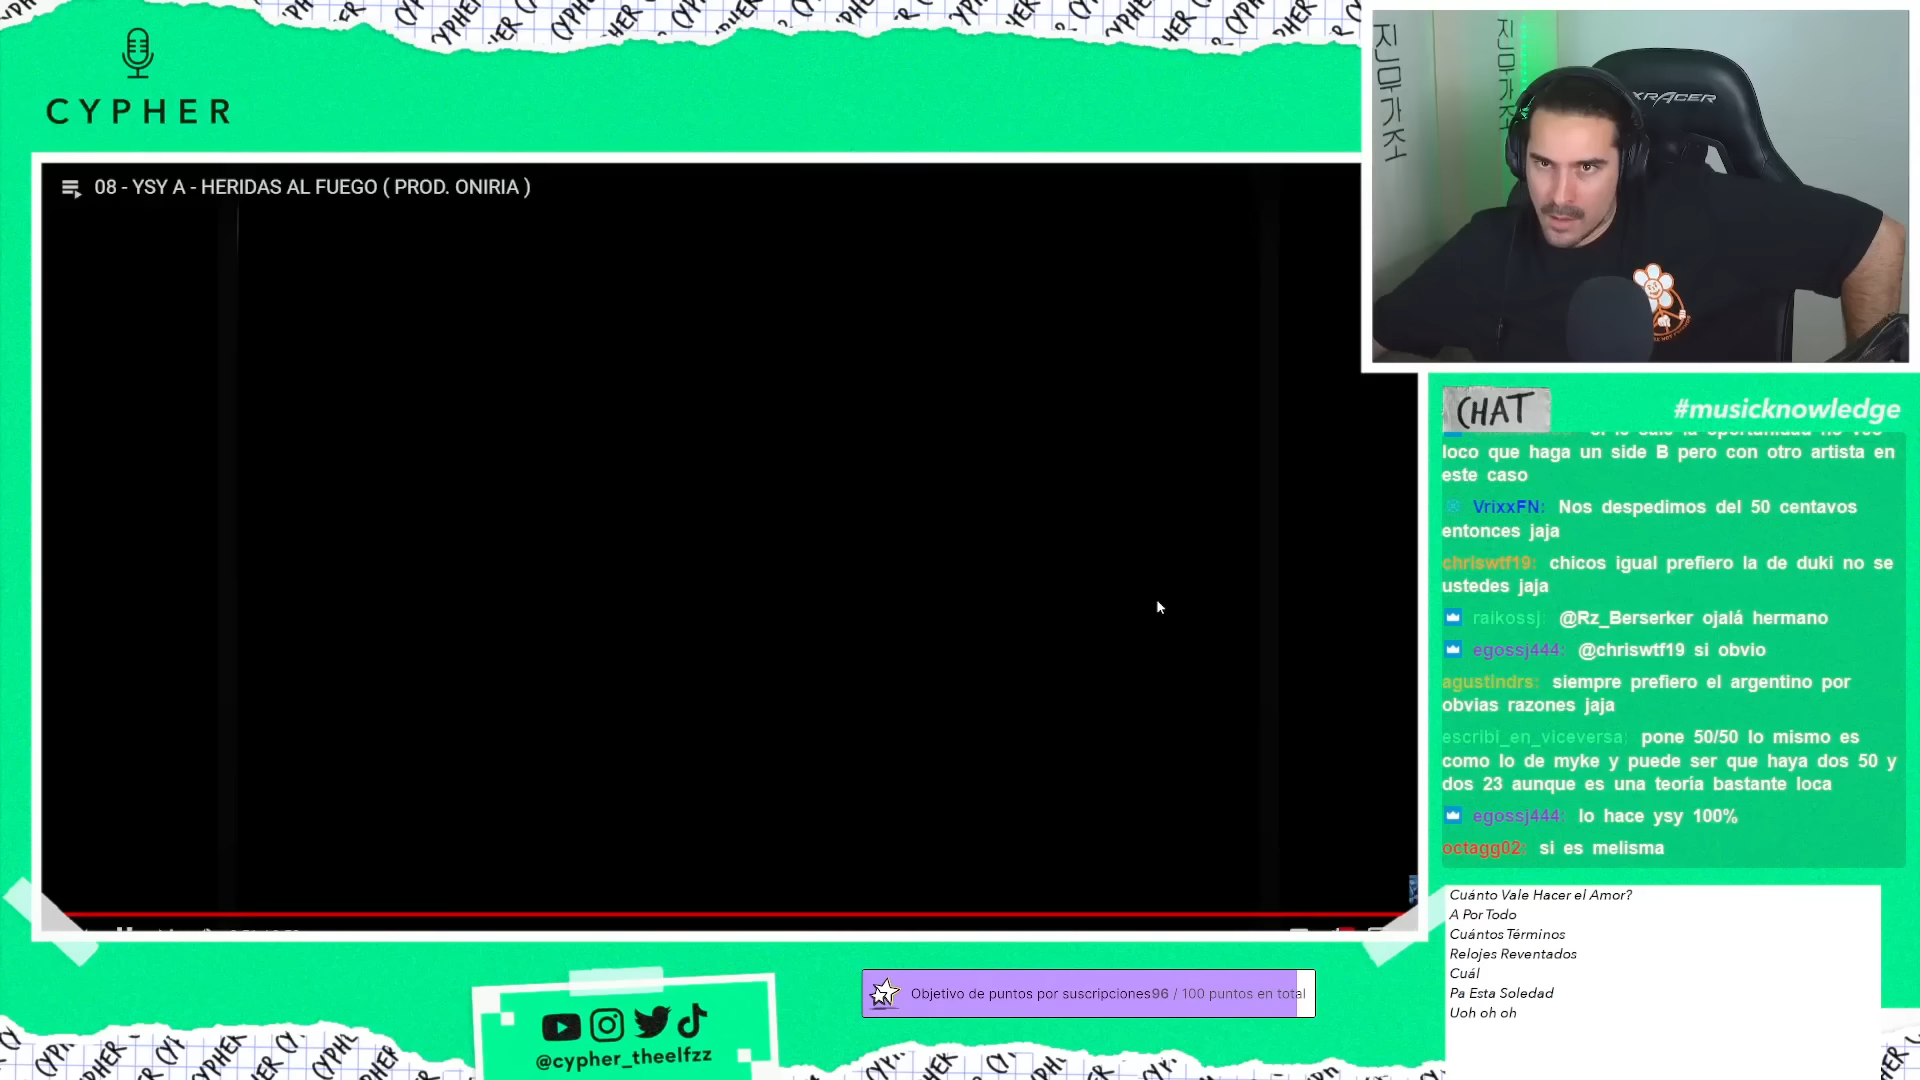 CYPHER
08 - YSY A - HERIDAS AL FUEGO ( PROD. ONIRIA )
XRACER
CHAT
#musicknowledge
loco que haga un side B pero con otro artista en
este caso
VrixxFN: Nos despedimos del 50 centavos
entonces jaja
chriswtf19: chicos igual prefiero la de duki no se
ustedes jaja
raikossj: @Rz_Berserker ojalá hermano
egossj444: @chriswtf19 si obvio
agustindrs: siempre prefiero el argentino por
obvias razones jaja
escribi_en_viceversa: pone 50/50 lo mismo es
como lo de myke y puede ser que haya dos 50 y
dos 23 aunque es una teoría bastante loca
egossj444: lo hace ysy 100%
octagg02: si es melisma
Cuánto Vale Hacer el Amor?
A Por Todo
Cuántos Términos
Relojes Reventados
Cuál
Pa Esta Soledad
Uoh oh oh
Objetivo de puntos por suscripciones96 / 100 puntos en total
@cypher_theelfzz